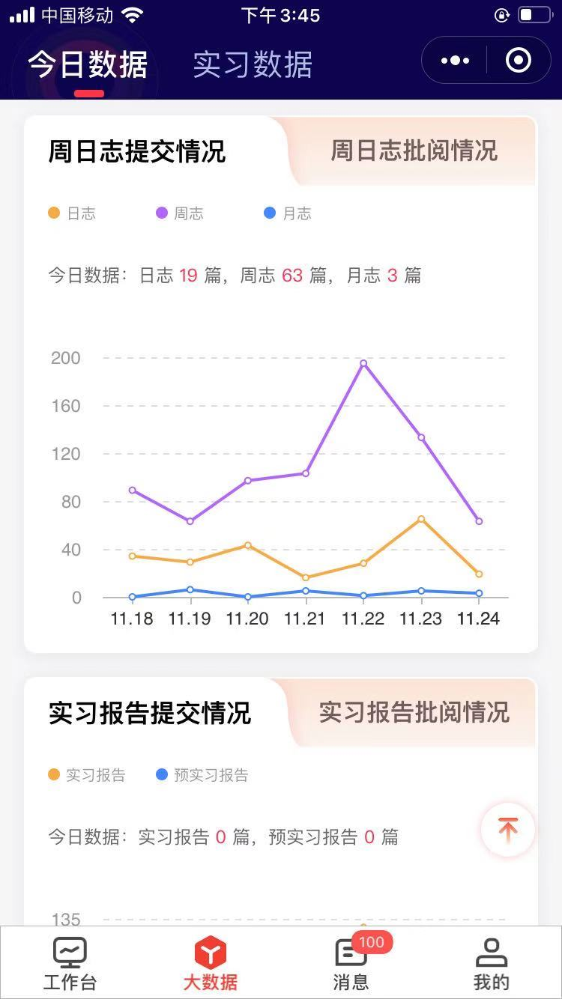 中国移动 下午3:45
今日数据 实习数据
周日志提交情况 周日志批阅情况
日志 周志 月志
今日数据：日志 19 篇，周志 63 篇，月志 3 篇
200
160
120
80
40
0
11.18 11.19 11.20 11.21 11.22 11.23 11.24
实习报告提交情况 实习报告批阅情况
实习报告 预实习报告
今日数据：实习报告 0 篇，预实习报告 0 篇
135
100
工作台 大数据 消息 我的